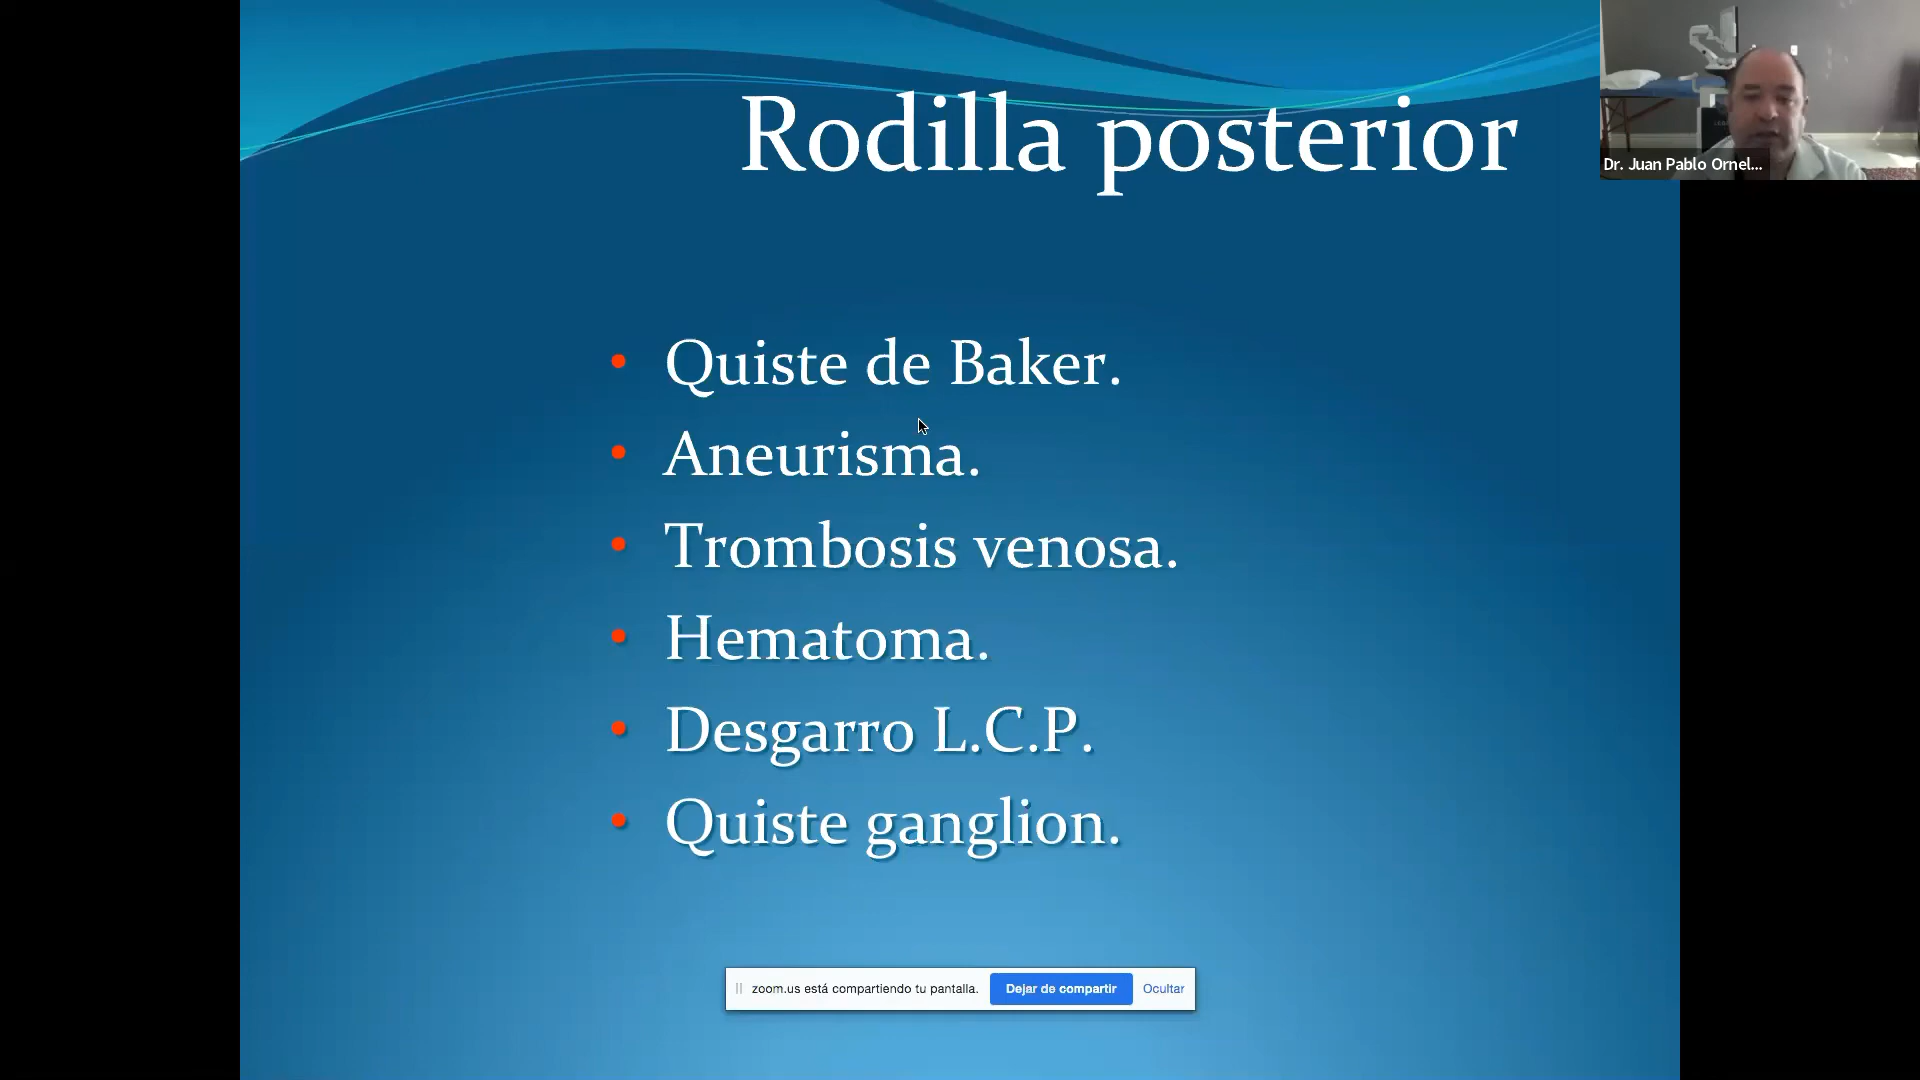 Rodilla posterior
Dr. Juan Pablo Ornel...
• Quiste de Baker.
• Aneurisma.
• Trombosis venosa.
• Hematoma.
• Desgarro L.C.P.
• Quiste ganglion.
zoom.us está compartiendo tu pantalla. Dejar de compartir Ocultar